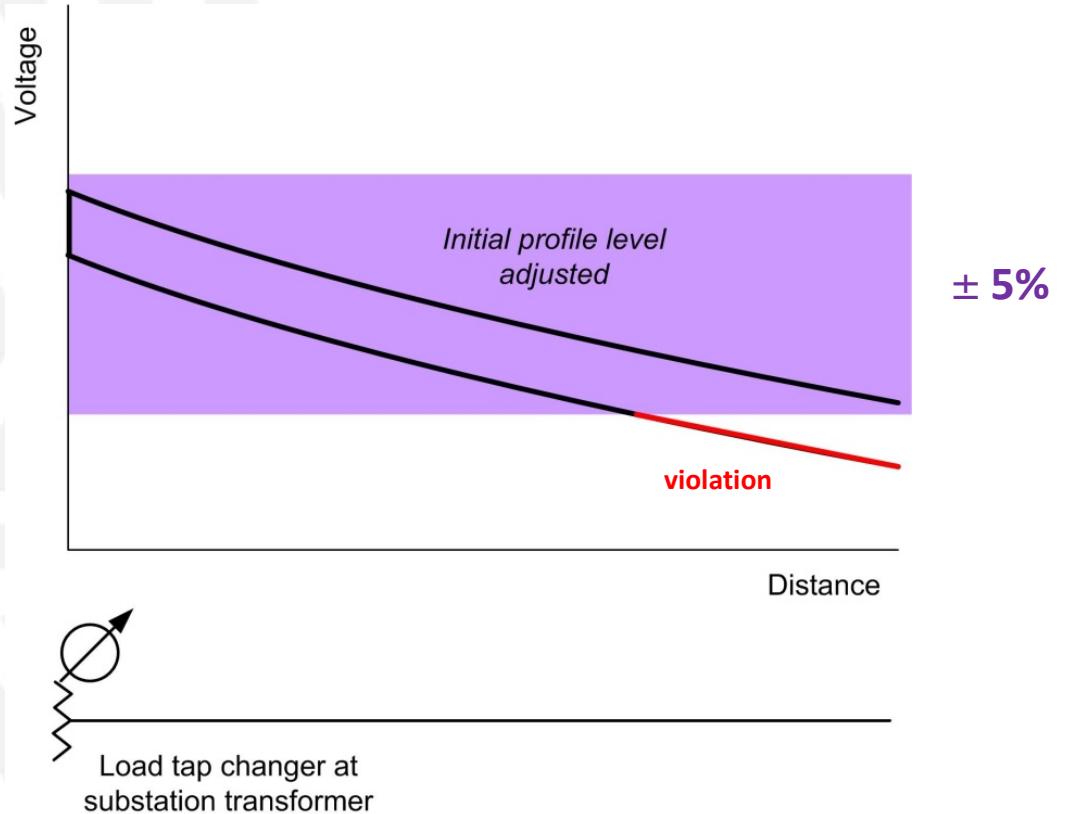 Voltage
Initial profile level
adjusted
± 5%
violation
Distance
Load tap changer at
substation transformer